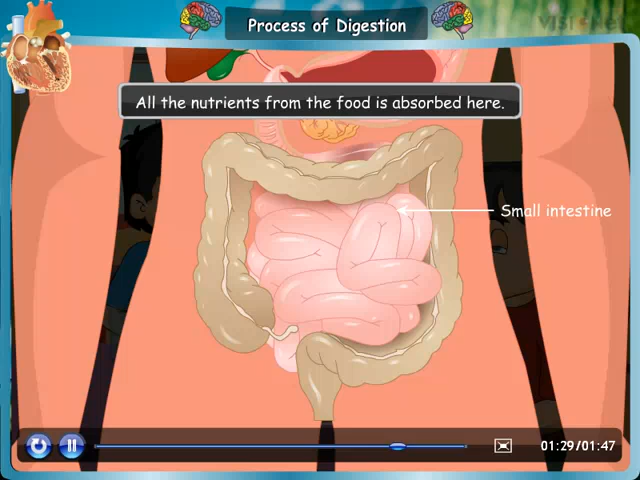 Process of Digestion
All the nutrients from the food is absorbed here.
Small intestine
01:29/01:47